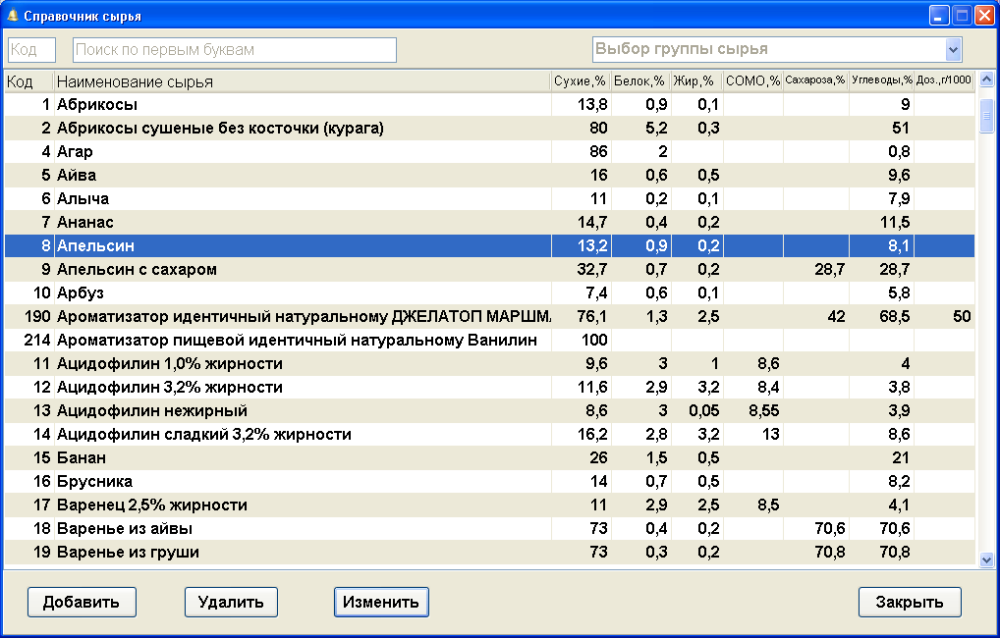 Справочник сырья
Код Поиск по первым буквам Выбор группы сырья
Код Наименование сырья Сухие,% Белок,% Жир,% СОМО,% Сахароза,% Углеводы,% Доз.,г/1000
1 Абрикосы 13,8 0,9 0,1 9
2 Абрикосы сушеные без косточки (курага) 80 5,2 0,3 51
4 Агар 86 2 0,8
5 Айва 16 0,6 0,5 9,6
6 Алыча 11 0,2 0,1 7,9
7 Ананас 14,7 0,4 0,2 11,5
8 Апельсин 13,2 0,9 0,2 8,1
9 Апельсин с сахаром 32,7 0,7 0,2 28,7 28,7
10 Арбуз 7,4 0,6 0,1 5,8
190 Ароматизатор идентичный натуральному ДЖЕЛАТОП МАРШМ 76,1 1,3 2,5 42 68,5 50
214 Ароматизатор пищевой идентичный натуральному Ванилин 100
11 Ацидофилин 1,0% жирности 9,6 3 1 8,6 4
12 Ацидофилин 3,2% жирности 11,6 2,9 3,2 8,4 3,8
13 Ацидофилин нежирный 8,6 3 0,05 8,55 3,9
14 Ацидофилин сладкий 3,2% жирности 16,2 2,8 3,2 13 8,6
15 Банан 26 1,5 0,5 21
16 Брусника 14 0,7 0,5 8,2
17 Варенец 2,5% жирности 11 2,9 2,5 8,5 4,1
18 Варенье из айвы 73 0,4 0,2 70,6 70,6
19 Варенье из груши 73 0,3 0,2 70,8 70,8
Добавить Удалить Изменить Закрыть